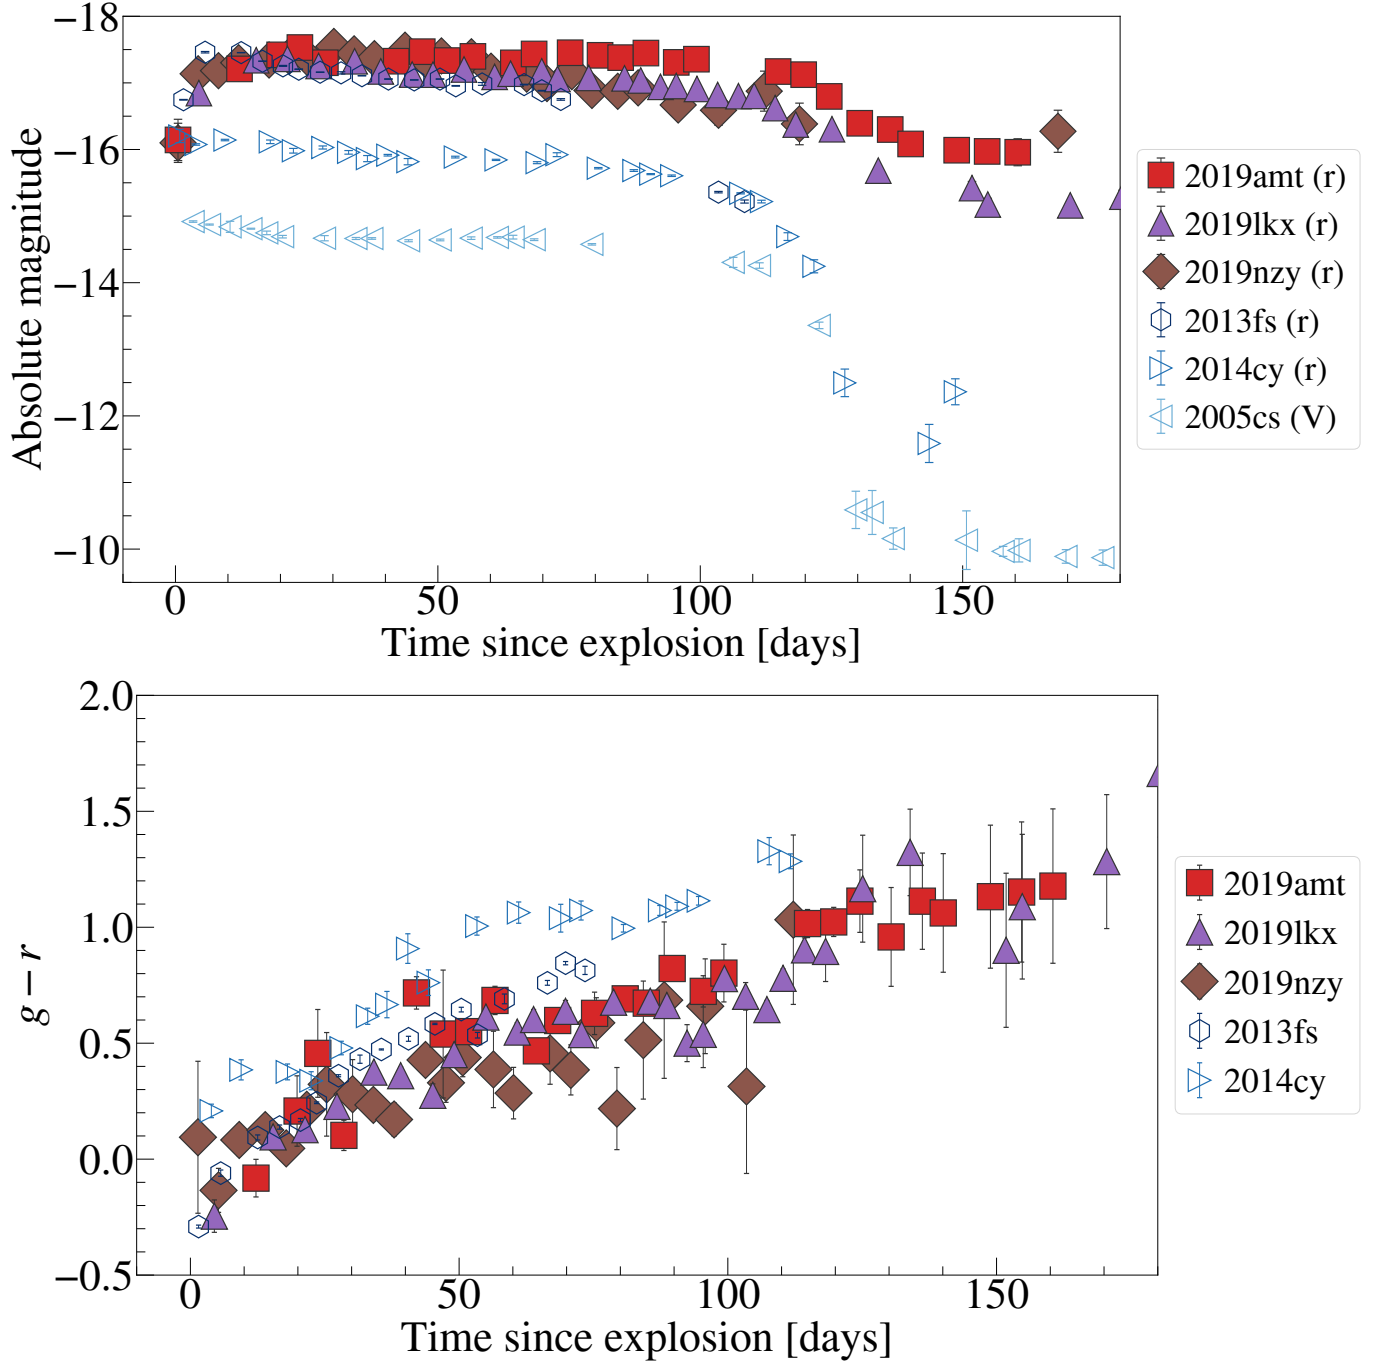 −18
−16
−14
−12
−10
Absolute magnitude
0 50 100 150
Time since explosion [days]
2019amt (r)
2019lkx (r)
2019nzy (r)
2013fs (r)
2014cy (r)
2005cs (V)
2.0
1.5
1.0
0.5
0.0
−0.5
g − r
0 50 100 150
Time since explosion [days]
2019amt
2019lkx
2019nzy
2013fs
2014cy